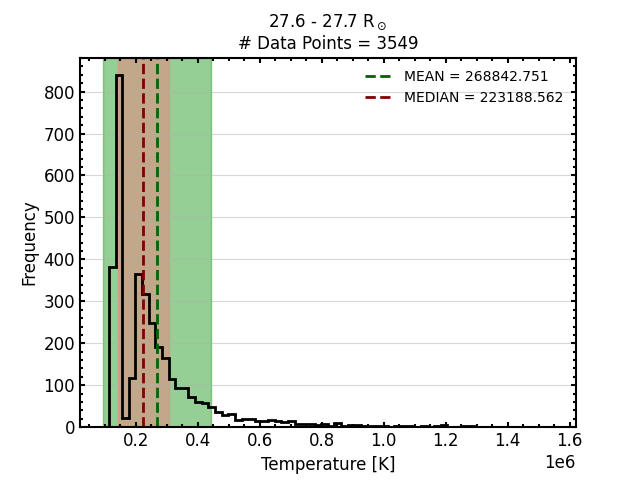 27.6 - 27.7 R⊙
# Data Points = 3549
MEAN = 268842.751
MEDIAN = 223188.562
Frequency
800
700
600
500
400
300
200
100
0
0.2 0.4 0.6 0.8 1.0 1.2 1.4 1.6
1e6
Temperature [K]